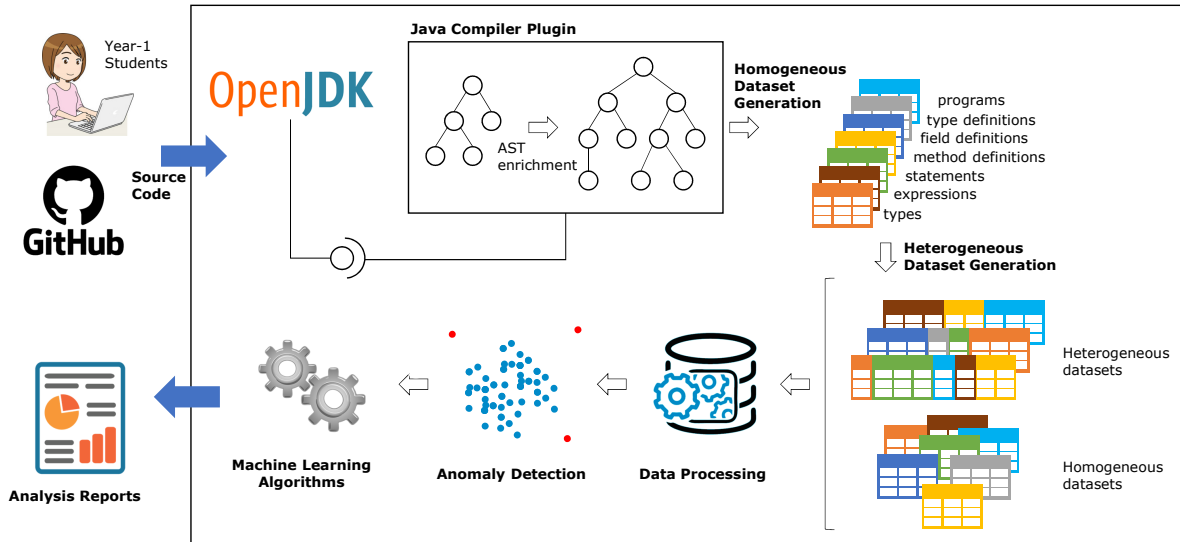 Year-1
Students
Java Compiler Plugin
OpenJDK
AST
enrichment
Homogeneous
Dataset
Generation
programs
type definitions
field definitions
method definitions
statements
expressions
types
Source
Code
GitHub
Heterogeneous
Dataset Generation
Heterogeneous
datasets
Homogeneous
datasets
Data Processing
Anomaly Detection
Machine Learning
Algorithms
Analysis Reports